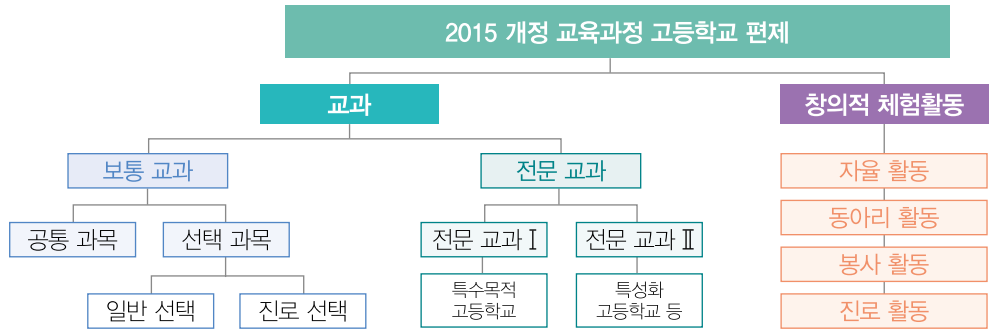 2015 개정 교육과정 고등학교 편제
교과
창의적 체험활동
보통 교과
전문 교과
자율 활동
동아리 활동
봉사 활동
진로 활동
공통 과목
선택 과목
전문 교과 Ⅰ
전문 교과 Ⅱ
일반 선택
진로 선택
특수목적
고등학교
특성화
고등학교 등